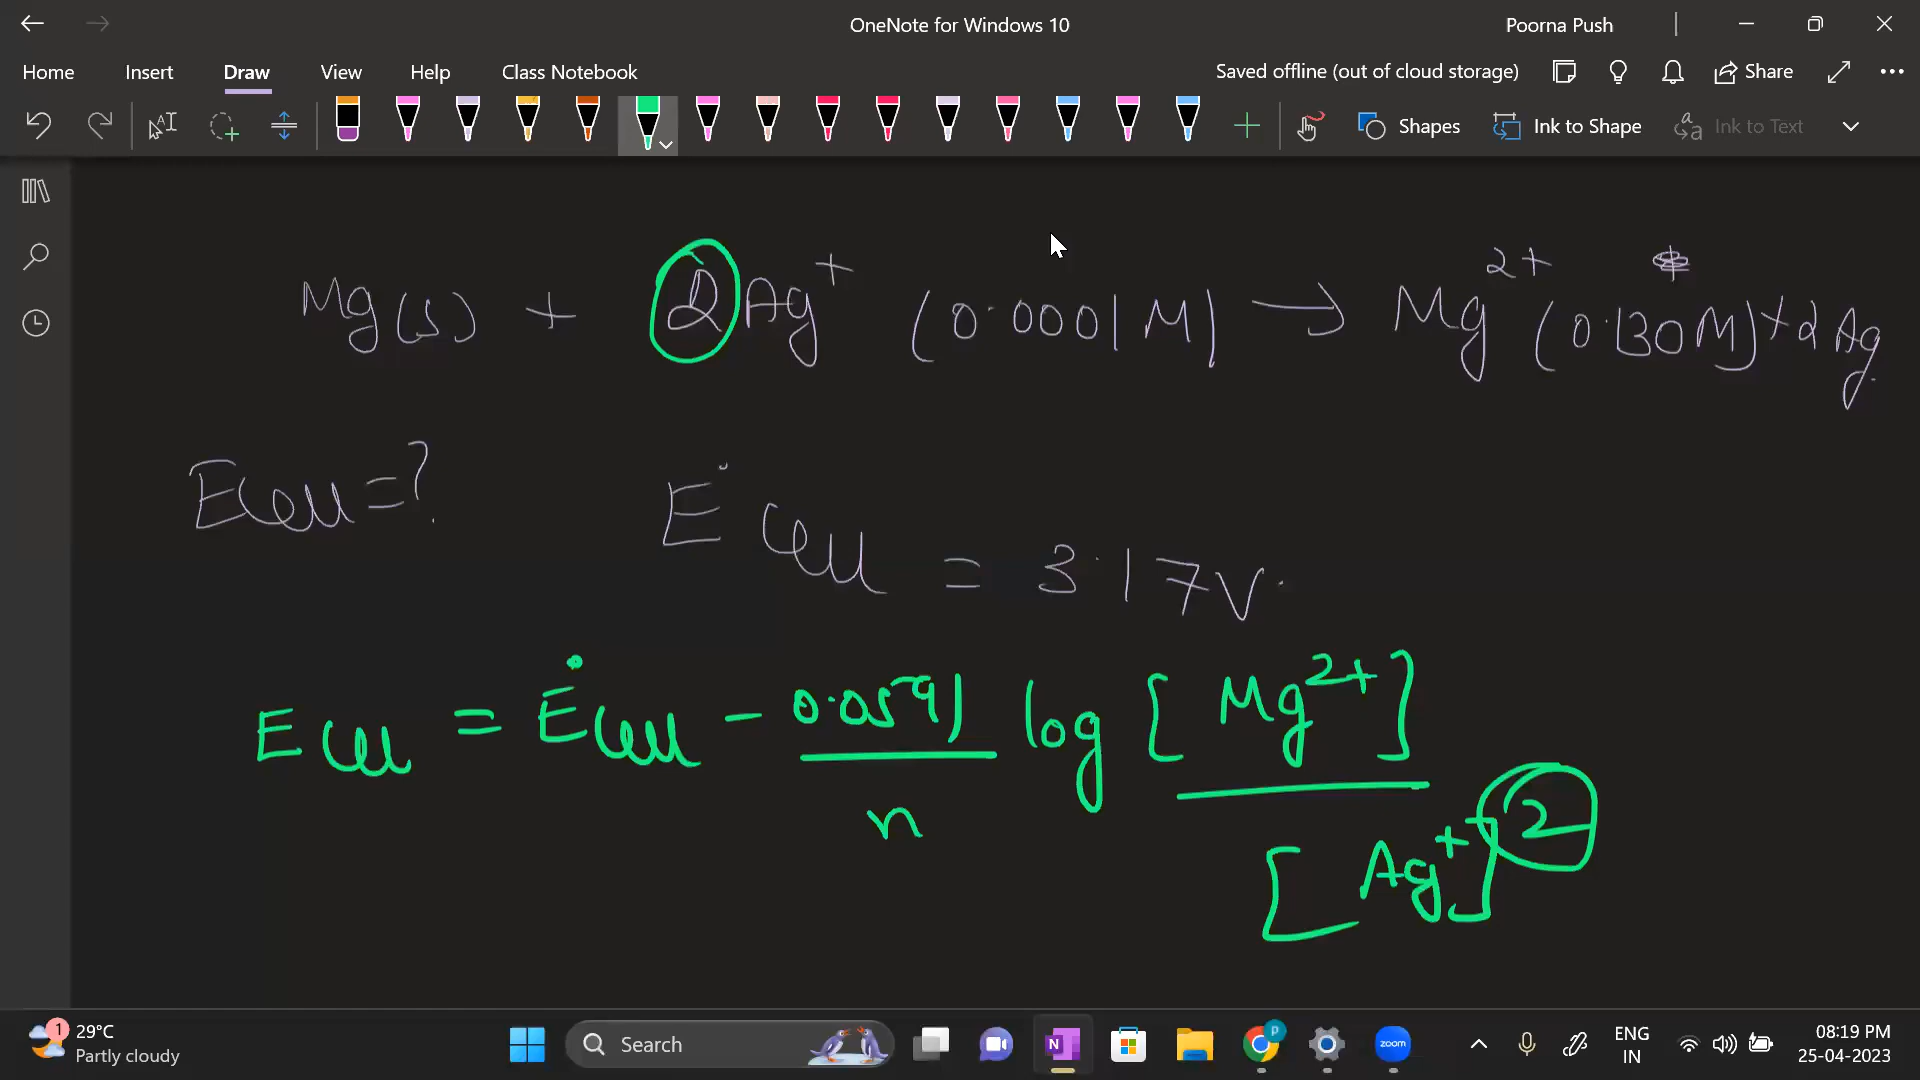 OneNote for Windows 10
Poorna Push
Home Insert Draw View Help Class Notebook
Saved offline (out of cloud storage)
Share
Shapes
Ink to Shape
Ink to Text
Mg(s) + 2Ag⁺ (0.0001M) → Mg²⁺ (0.130M) + 2Ag
Ecell = ?
E°cell = 3.17V.
Ecell = E°cell - 0.0591/n log [Mg²⁺]/[Ag⁺]²
1
29°C
Partly cloudy
Search
N
P
zoom
ENG
IN
08:19 PM
25-04-2023